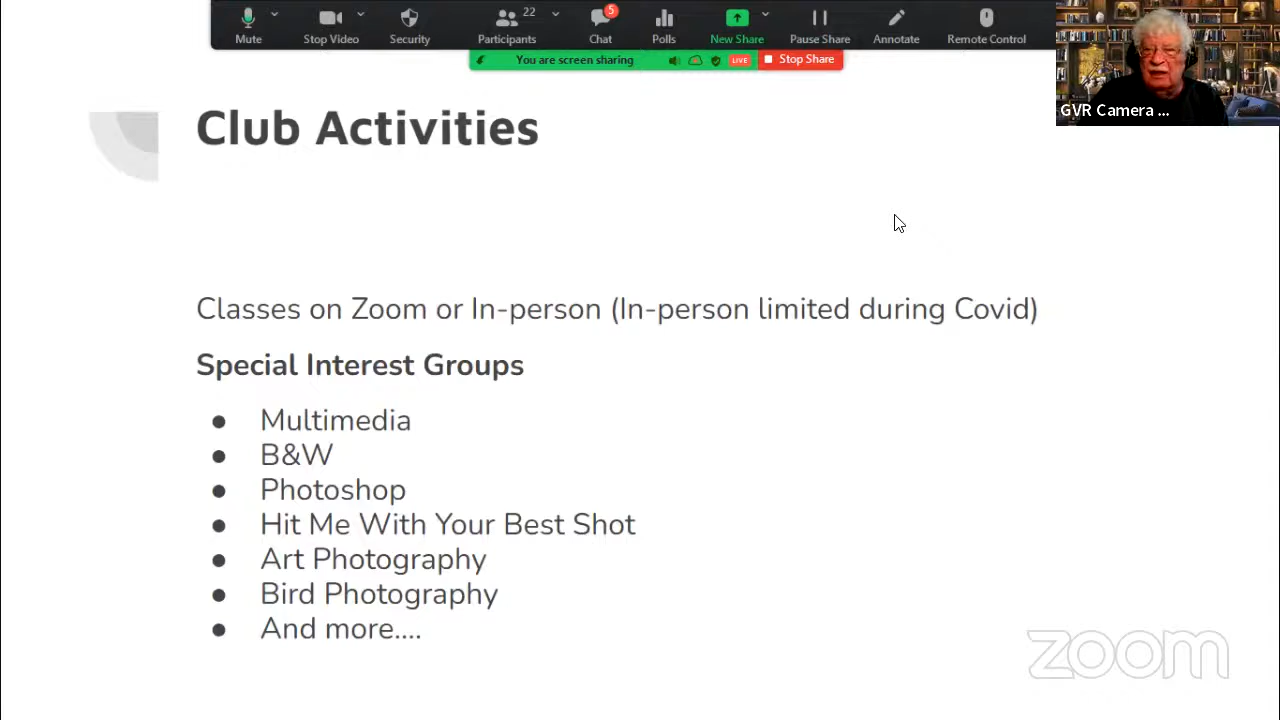 22
5
Mute
Stop Video
Security
Participants
Chat
Polls
New Share
Pause Share
Annotate
Remote Control
You are screen sharing
LIVE
Stop Share
GVR Camera ...
Club Activities
Classes on Zoom or In-person (In-person limited during Covid)
Special Interest Groups
● Multimedia
● B&W
● Photoshop
● Hit Me With Your Best Shot
● Art Photography
● Bird Photography
● And more....
zoom